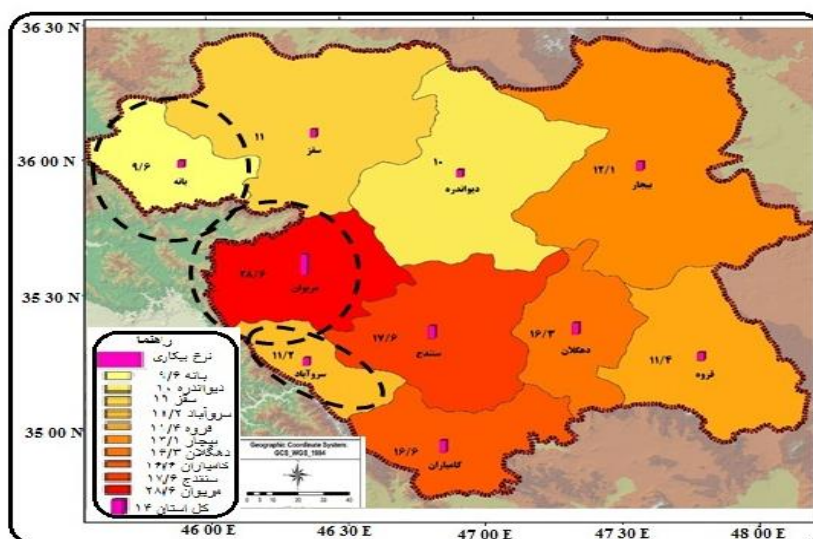 36 30 N
36 00 N
35 30 N
35 00 N
46 00 E
46 30 E
47 00 E
47 30 E
48 00 E
۹/۶
بانه
۱۱
سقز
۱۰
دیواندره
۱۲/۱
بیجار
۲۸/۶
مریوان
۱۷/۶
سنندج
۱۶/۳
دهگلان
۱۱/۴
قروه
۱۱/۲
سروآباد
۱۶/۶
کامیاران
راهنما
نرخ بیکاری
بانه ۹/۶
دیواندره ۱۰
سقز ۱۱
سروآباد ۱۱/۲
قروه ۱۱/۴
بیجار ۱۲/۱
دهگلان ۱۶/۳
کامیاران ۱۶/۶
سنندج ۱۷/۶
مریوان ۲۸/۶
کل استان ۱۴
Geographic Coordinate System:
GCS_WGS_1984